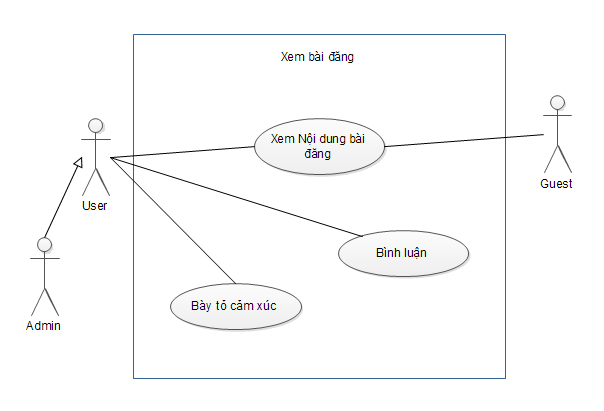 Xem bài đăng
Xem Nội dung bài
đăng
Guest
User
Bình luận
Bày tỏ cảm xúc
Admin